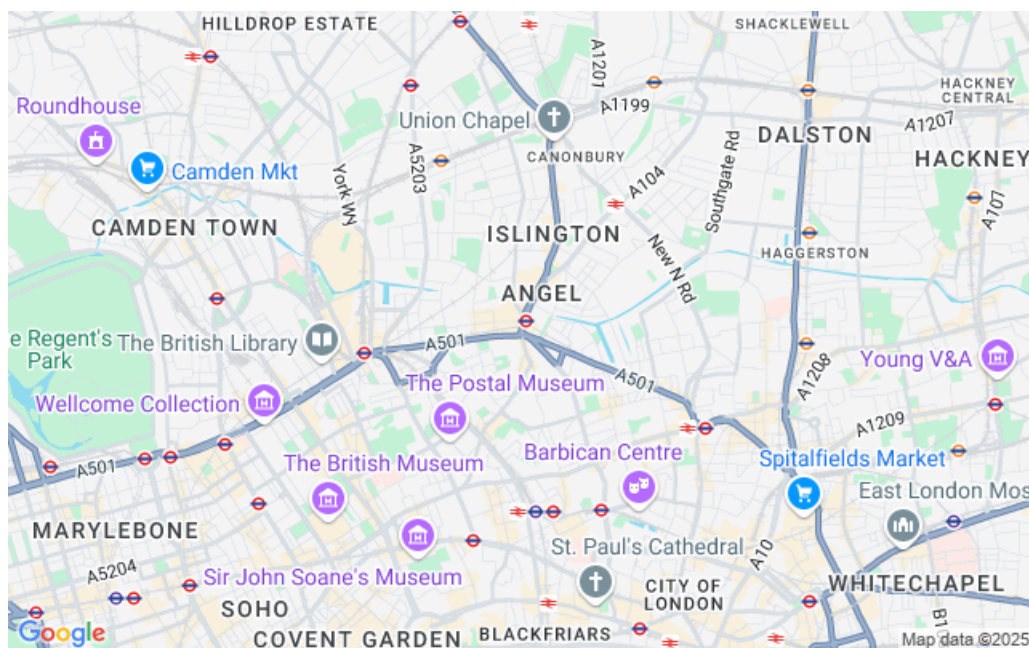 HILLDROP ESTATE
SHACKLEWELL
A1201
HACKNEY
CENTRAL
Roundhouse
Union Chapel
A1199
A1207
DALSTON
Camden Mkt
York Wy
A5203
CANONBURY
A104
Southgate Rd
HACKNEY
A107
CAMDEN TOWN
ISLINGTON
New N Rd
HAGGERSTON
ANGEL
e Regent's
Park
The British Library
A501
The Postal Museum
A501
A1208
Young V&A
Wellcome Collection
A1209
A501
The British Museum
Barbican Centre
Spitalfields Market
East London Mos
MARYLEBONE
St. Paul's Cathedral
A10
A5204
Sir John Soane's Museum
CITY OF
LONDON
WHITECHAPEL
SOHO
B1
Google
COVENT GARDEN
BLACKFRIARS
Map data ©2025